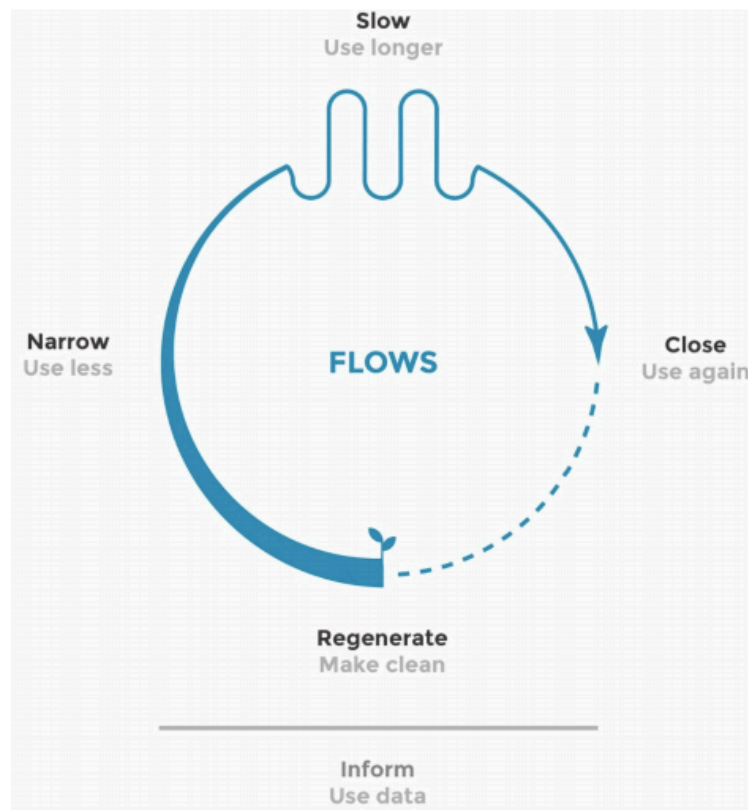 Slow
Use longer
Narrow
Use less
FLOWS
Close
Use again
Regenerate
Make clean
Inform
Use data